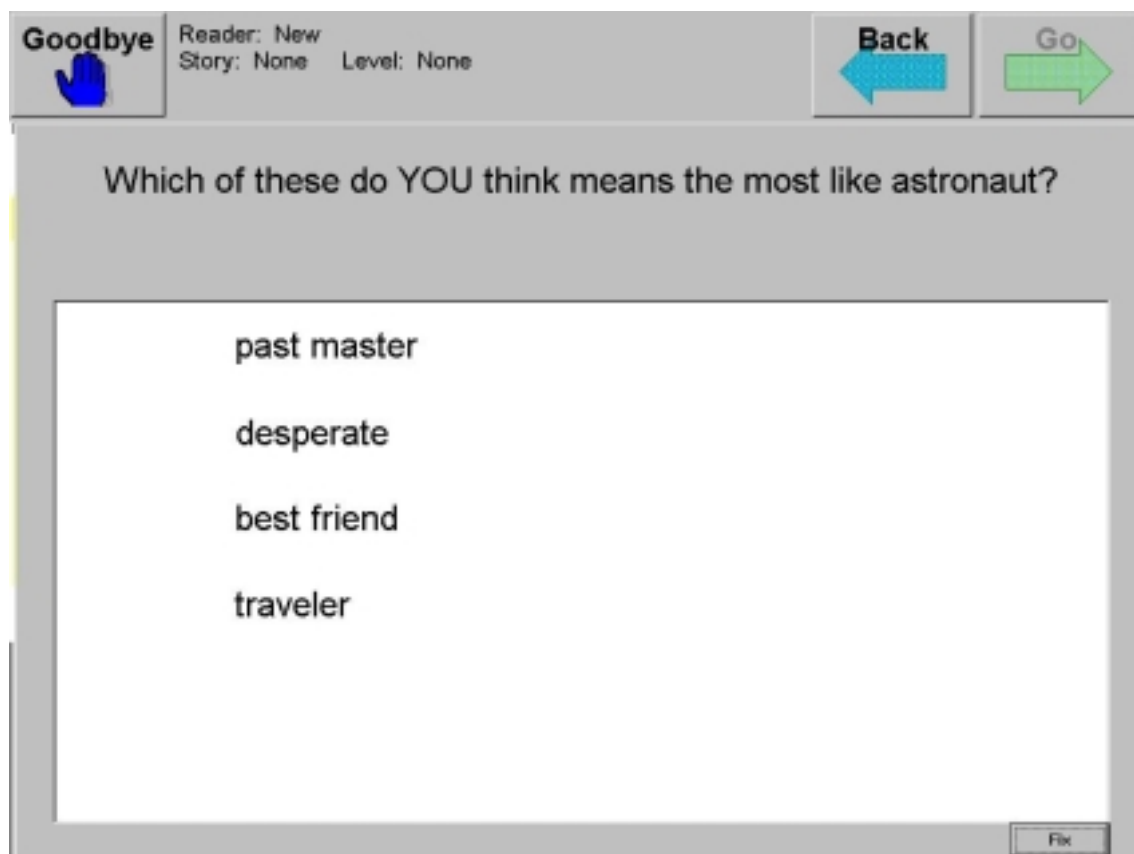 Goodbye
Reader: New
Story: None Level: None
Back
Go
Which of these do YOU think means the most like astronaut?
past master
desperate
best friend
traveler
Fix